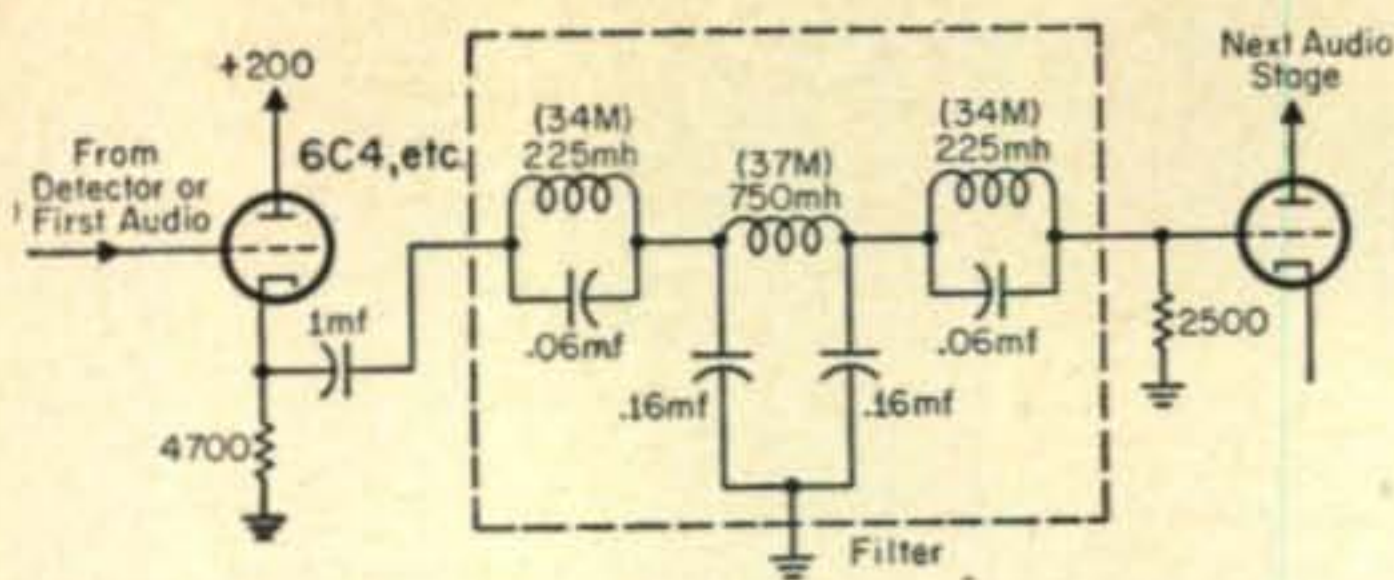 +200
6C4,etc.
From
Detector or
First Audio
1mf
4700
(34M)
225mh
.06mf
(37M)
750mh
.16mf
.16mf
(34M)
225mh
.06mf
Filter
Next Audio
Stage
2500